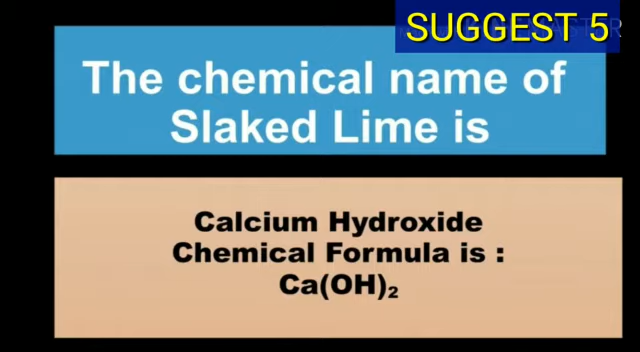 SUGGEST 5
The chemical name of
Slaked Lime is
Calcium Hydroxide
Chemical Formula is :
Ca(OH)₂